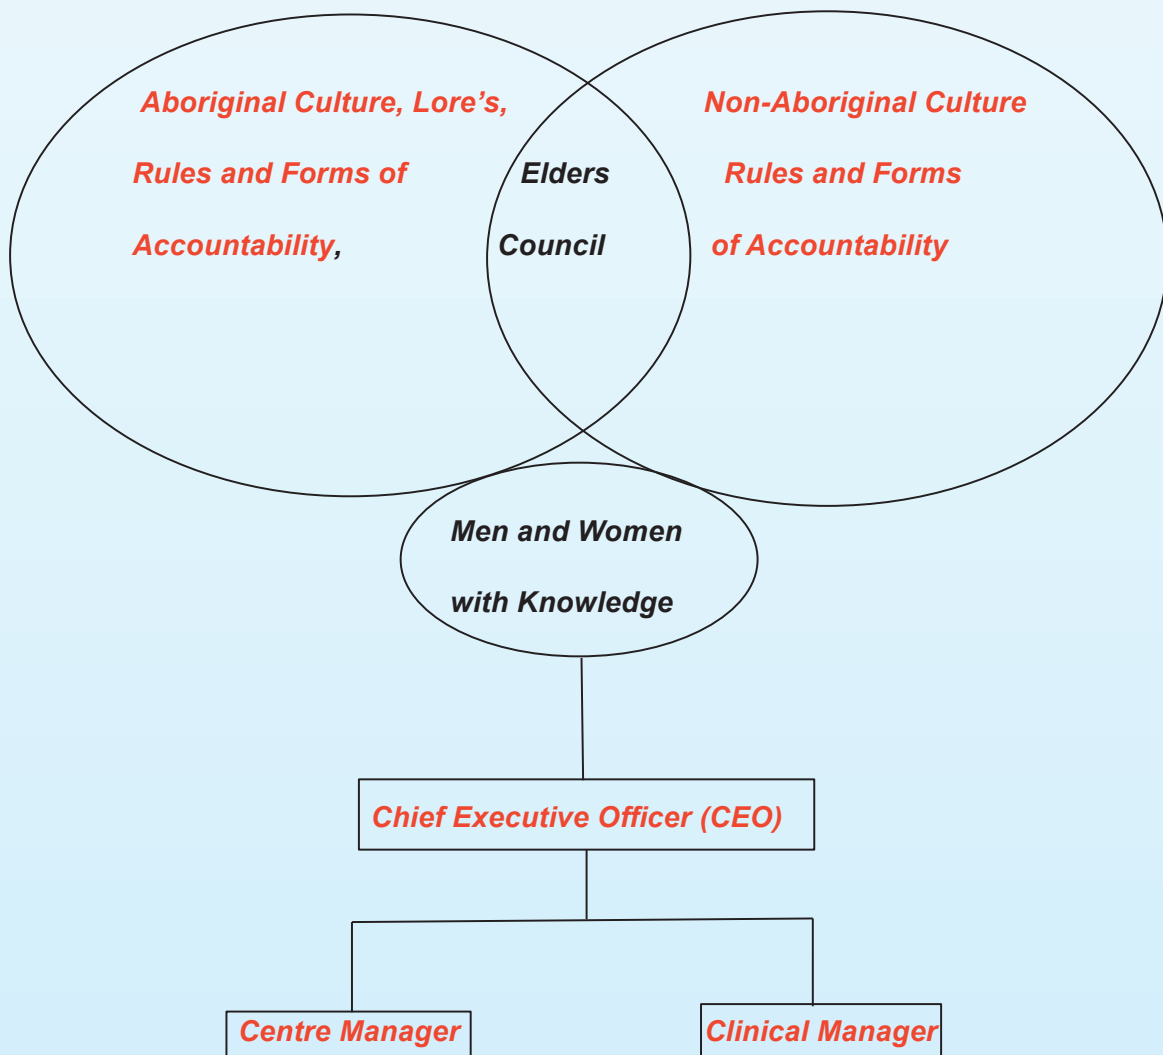 Aboriginal Culture, Lore’s,
Rules and Forms of
Accountability,
Elders
Council
Non-Aboriginal Culture
Rules and Forms
of Accountability
Men and Women
with Knowledge
Chief Executive Officer (CEO)
Centre Manager
Clinical Manager